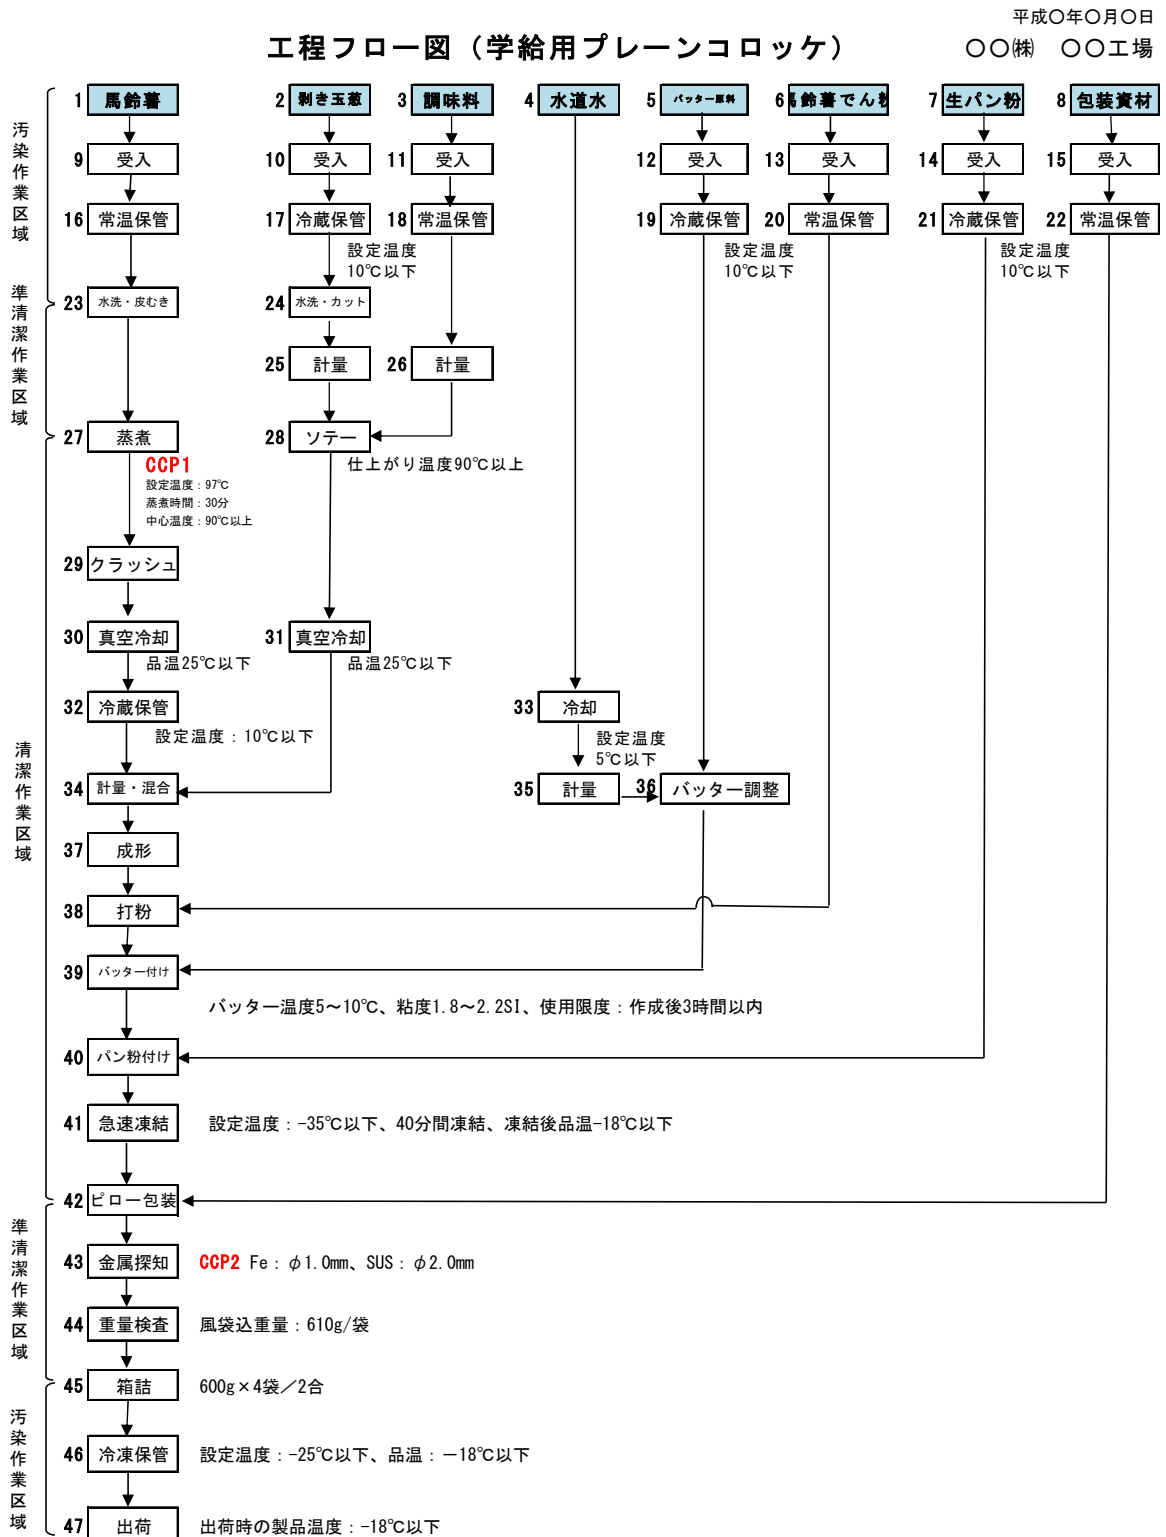 平成〇年〇月〇日
工程フロー図（学給用プレーンコロッケ）
〇〇㈱　〇〇工場
1 馬鈴薯
2 剥き玉葱
3 調味料
4 水道水
5 バッター原料
6 馬鈴薯でん粉
7 生パン粉
8 包装資材
汚染作業区域
9 受入
10 受入
11 受入
12 受入
13 受入
14 受入
15 受入
16 常温保管
17 冷蔵保管
18 常温保管
19 冷蔵保管
20 常温保管
21 冷蔵保管
22 常温保管
設定温度
10℃以下
設定温度
10℃以下
設定温度
10℃以下
準清潔作業区域
23 水洗・皮むき
24 水洗・カット
25 計量
26 計量
27 蒸煮
28 ソテー
CCP1
設定温度：97℃
蒸煮時間：30分
中心温度：90℃以上
仕上がり温度90℃以上
29 クラッシュ
30 真空冷却
31 真空冷却
品温25℃以下
品温25℃以下
32 冷蔵保管
33 冷却
設定温度：10℃以下
設定温度
5℃以下
清潔作業区域
34 計量・混合
35 計量
36 バッター調整
37 成形
38 打粉
39 バッター付け
バッター温度5～10℃、粘度1.8～2.2SI、使用限度：作成後3時間以内
40 パン粉付け
41 急速凍結
設定温度：-35℃以下、40分間凍結、凍結後品温-18℃以下
42 ピロー包装
準清潔作業区域
43 金属探知
CCP2 Fe：φ1.0mm、SUS：φ2.0mm
44 重量検査
風袋込重量：610g/袋
45 箱詰
600g×4袋／2合
汚染作業区域
46 冷凍保管
設定温度：-25℃以下、品温：－18℃以下
47 出荷
出荷時の製品温度：-18℃以下